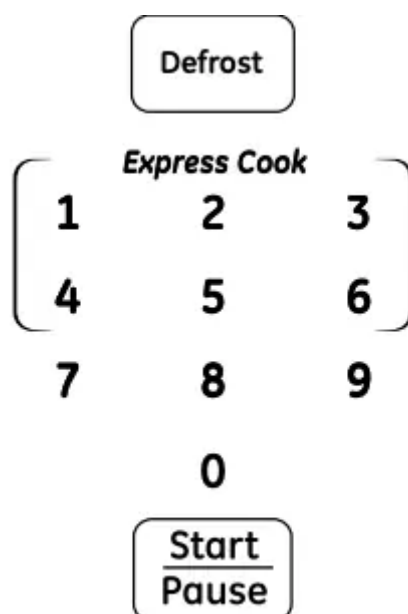 Defrost
Express Cook
1 2 3
4 5 6
7 8 9
0
Start
Pause